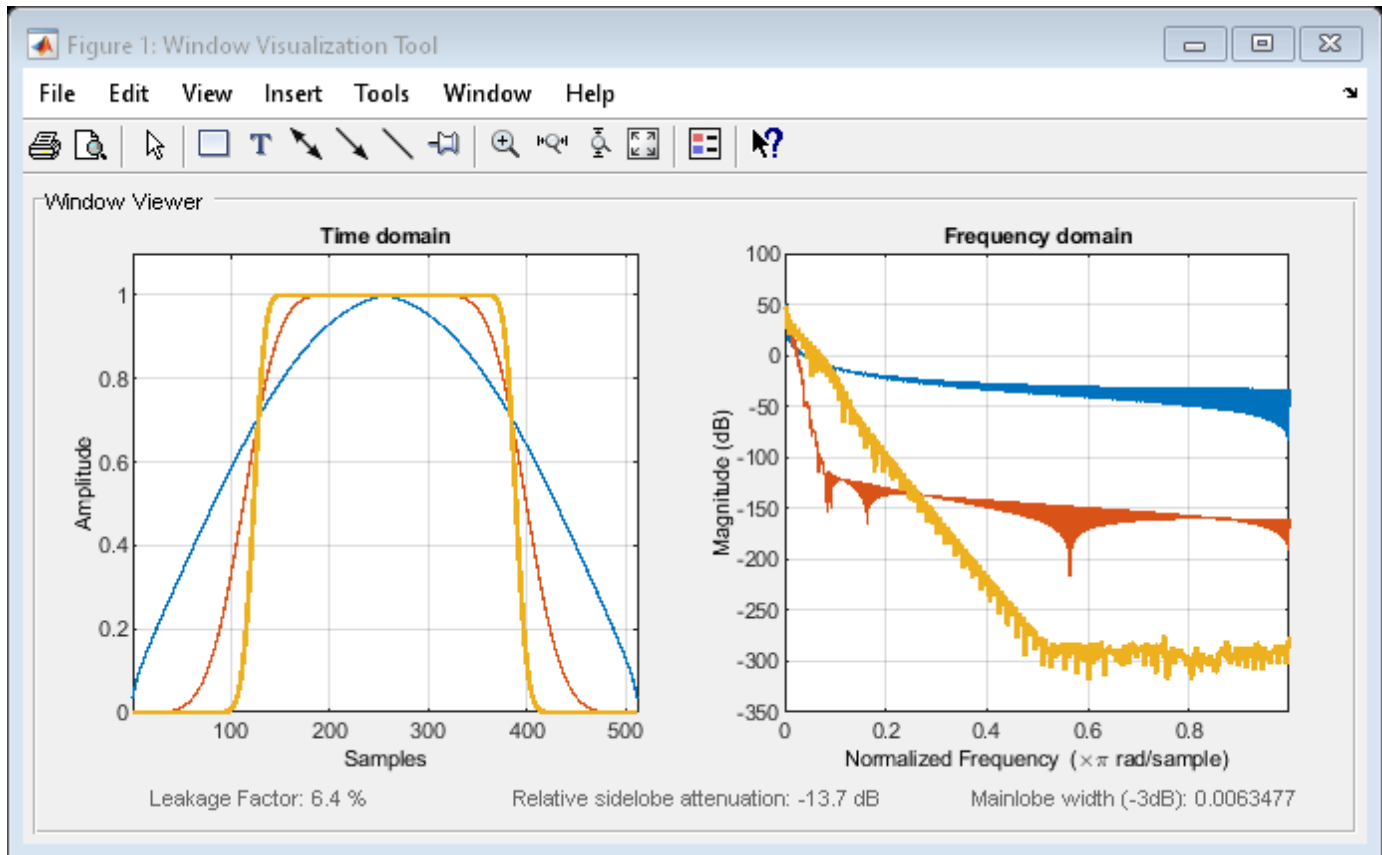 Figure 1: Window Visualization Tool
File Edit View Insert Tools Window Help
T
?
Window Viewer
Time domain
Amplitude
1
0.8
0.6
0.4
0.2
0
100 200 300 400 500
Samples
Frequency domain
Magnitude (dB)
100
50
0
-50
-100
-150
-200
-250
-300
-350
0 0.2 0.4 0.6 0.8
Normalized Frequency (×π rad/sample)
Leakage Factor: 6.4 % Relative sidelobe attenuation: -13.7 dB Mainlobe width (-3dB): 0.0063477